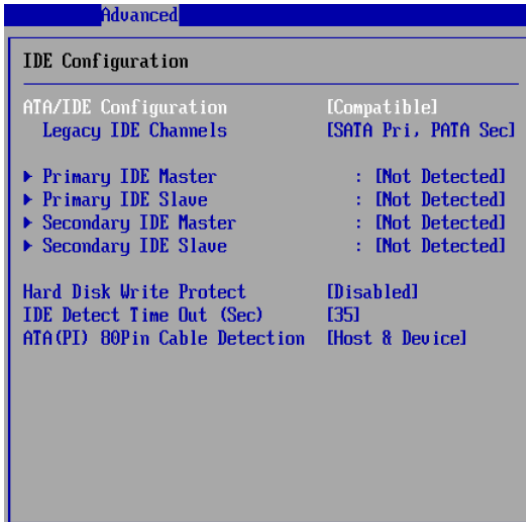 Advanced
IDE Configuration
ATA/IDE Configuration [Compatible]
Legacy IDE Channels [SATA Pri, PATA Sec]
Primary IDE Master : [Not Detected]
Primary IDE Slave : [Not Detected]
Secondary IDE Master : [Not Detected]
Secondary IDE Slave : [Not Detected]
Hard Disk Write Protect [Disabled]
IDE Detect Time Out (Sec) [35]
ATA(PI) 80Pin Cable Detection [Host & Device]